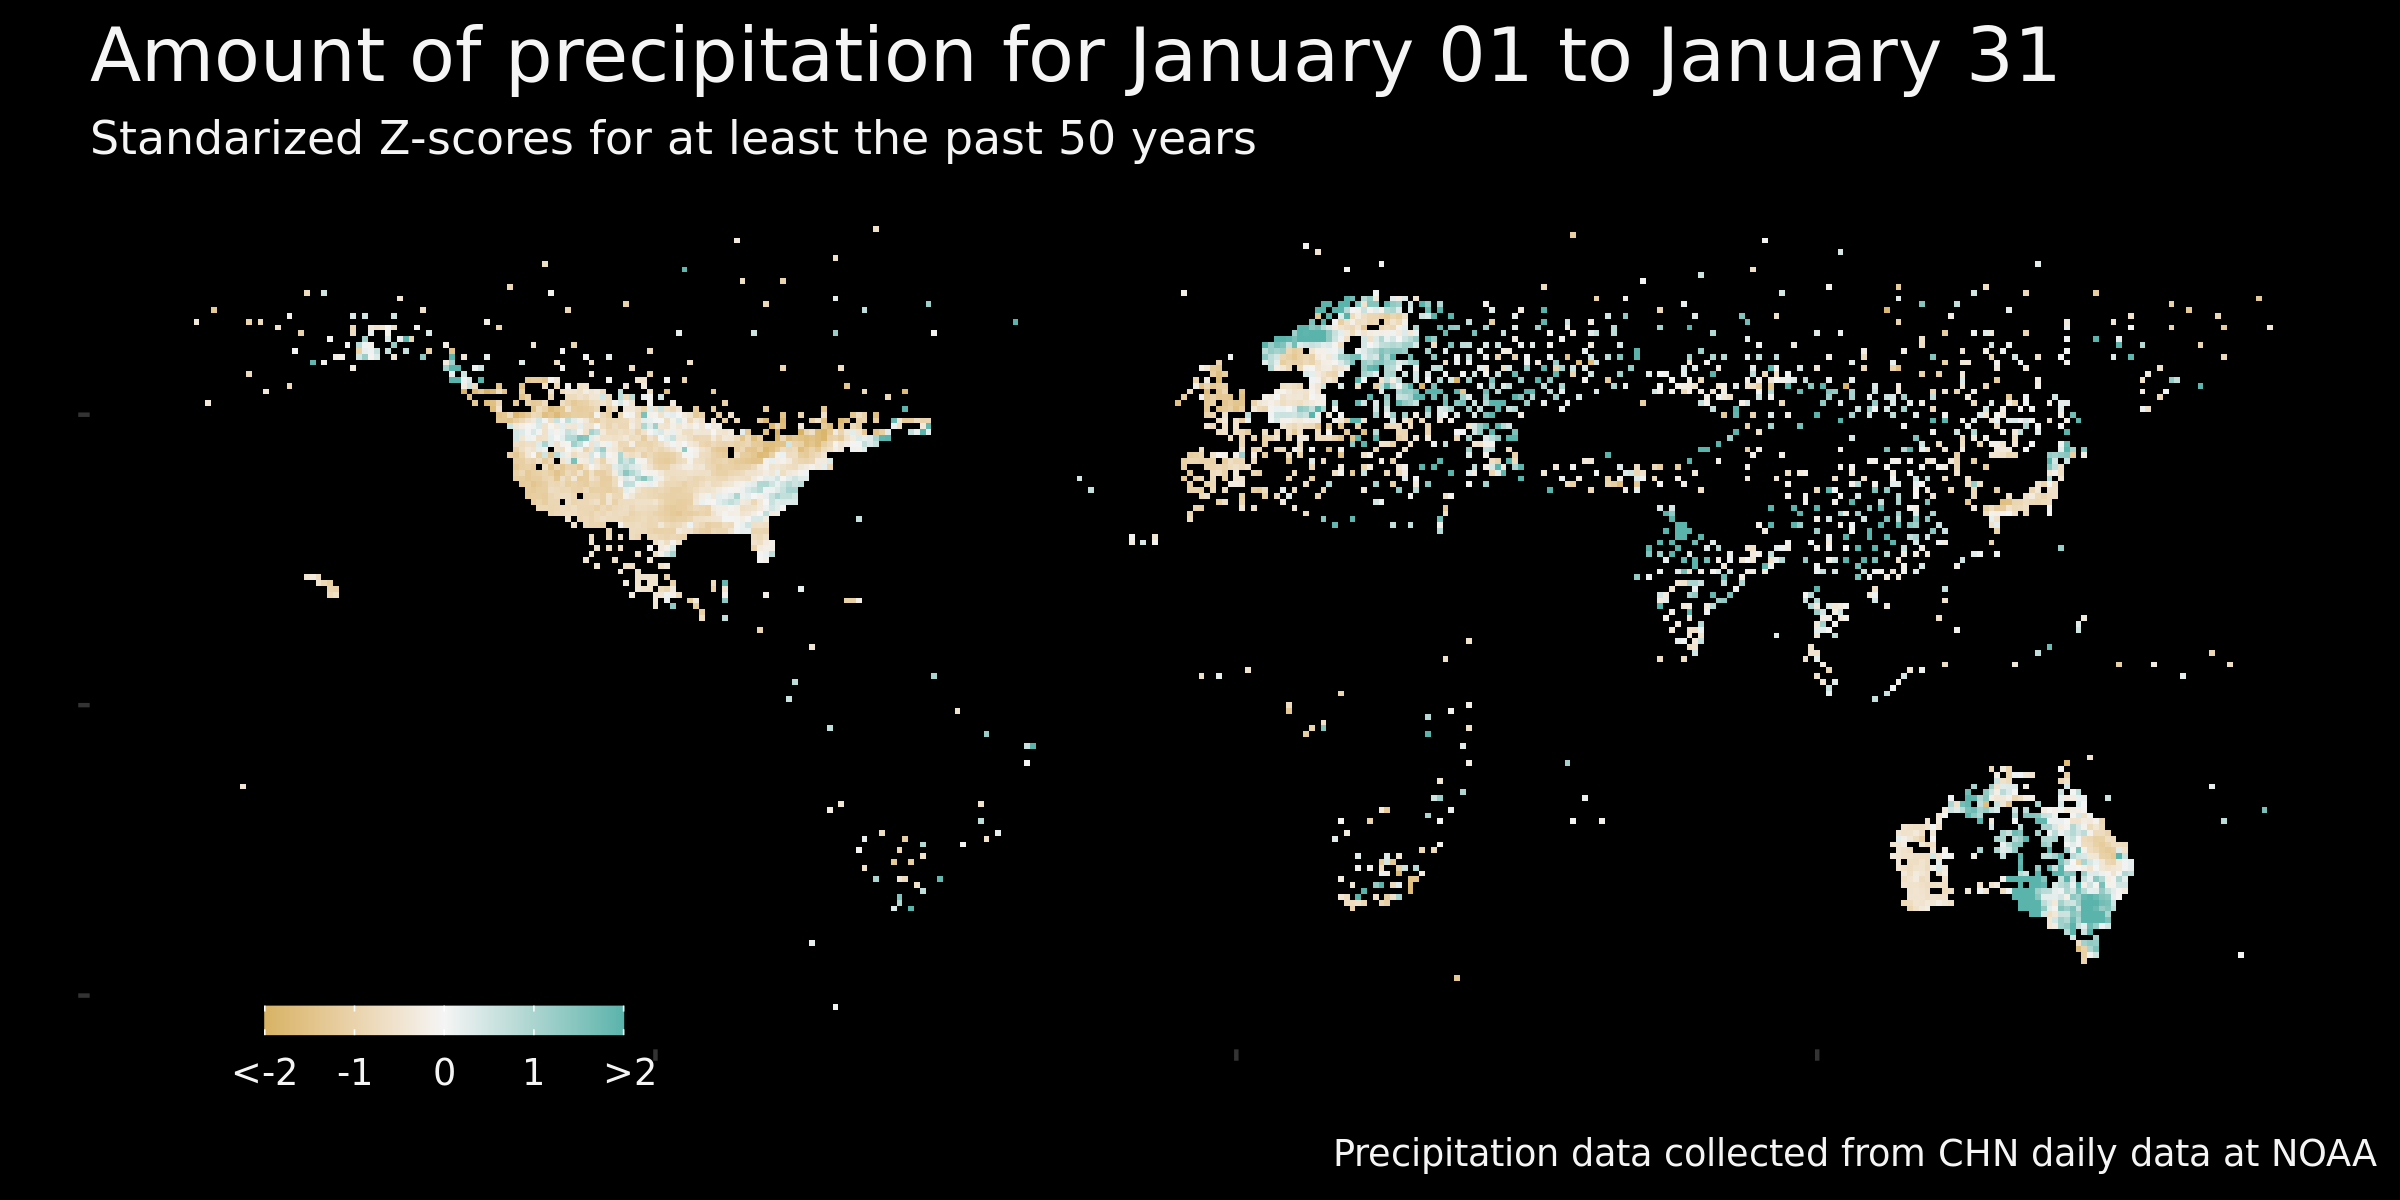 Amount of precipitation for January 01 to January 31
Standarized Z-scores for at least the past 50 years
<-2 -1 0 1 >2
Precipitation data collected from CHN daily data at NOAA